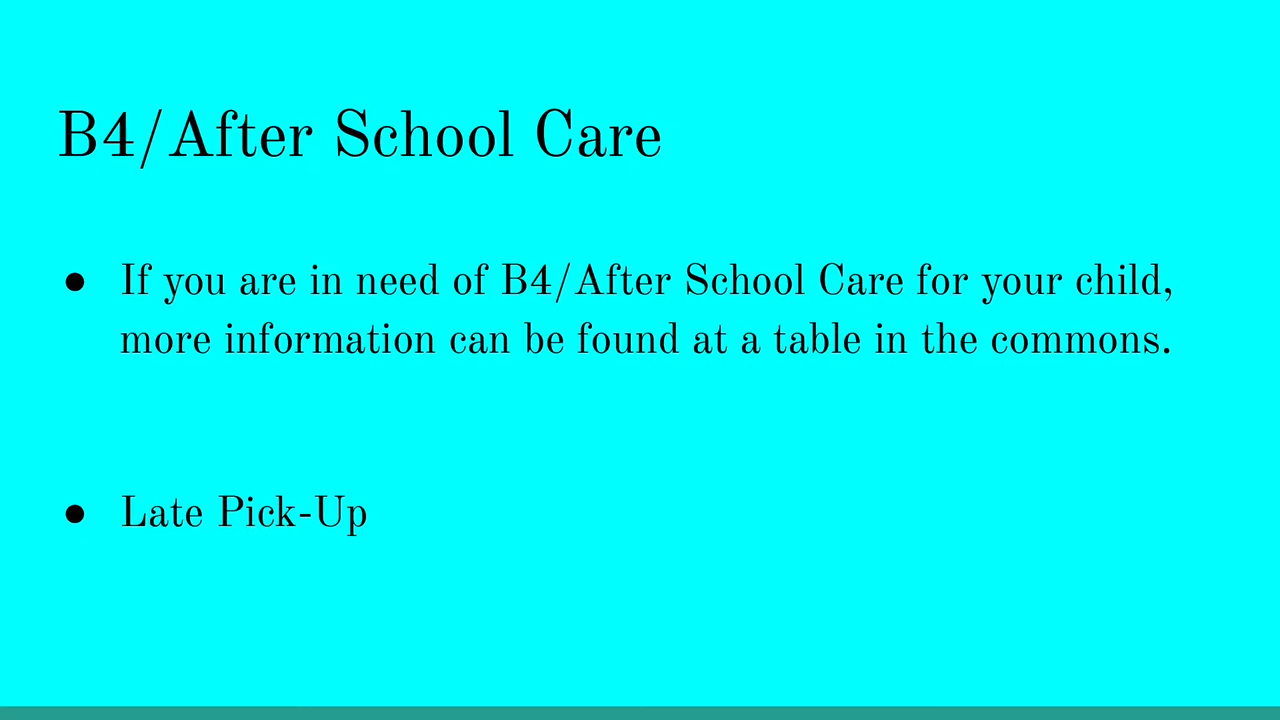 B4/After School Care
● If you are in need of B4/After School Care for your child,
more information can be found at a table in the commons.
● Late Pick-Up